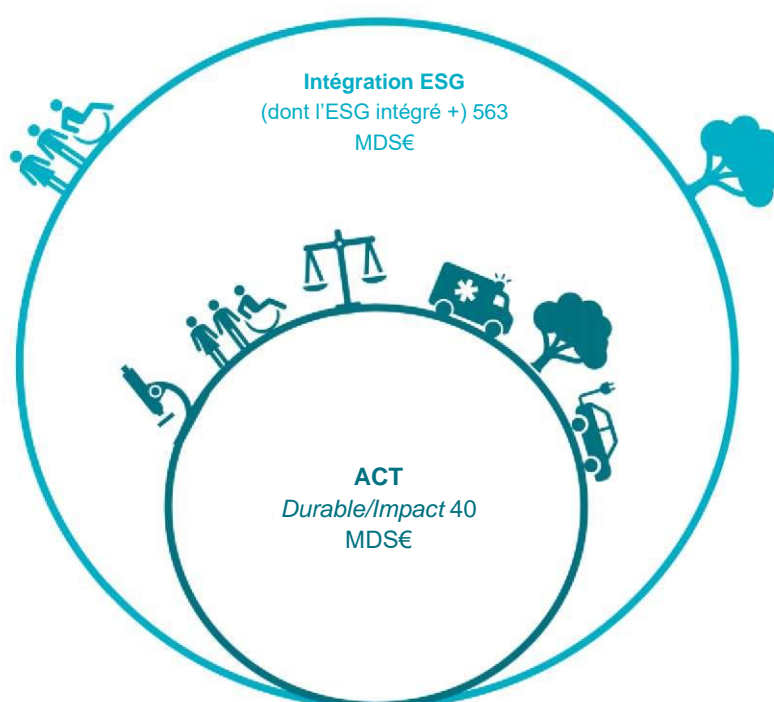 Intégration ESG
(dont l'ESG intégré +) 563
MDS€
ACT
Durable/Impact 40
MDS€